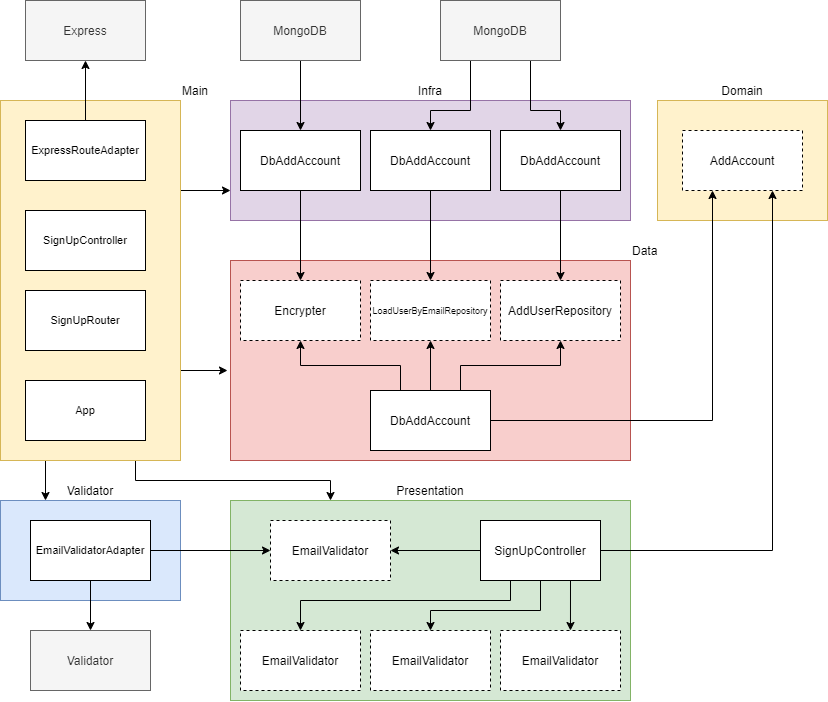 Express
MongoDB
MongoDB
Main
Infra
Domain
ExpressRouteAdapter
DbAddAccount
DbAddAccount
DbAddAccount
AddAccount
SignUpController
Data
SignUpRouter
Encrypter
LoadUserByEmailRepository
AddUserRepository
App
DbAddAccount
Validator
Presentation
EmailValidatorAdapter
EmailValidator
SignUpController
Validator
EmailValidator
EmailValidator
EmailValidator